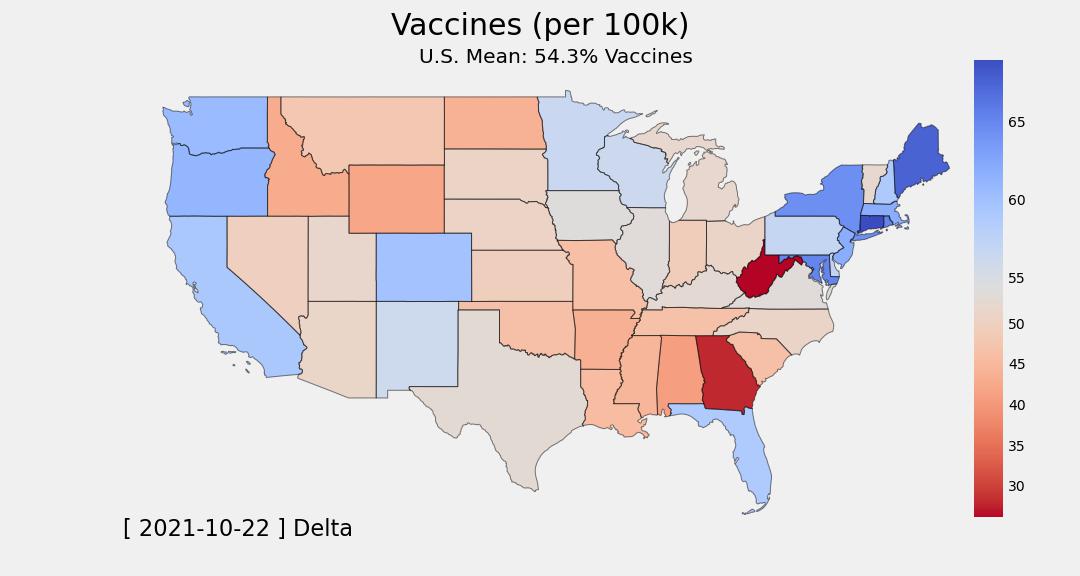 Vaccines (per 100k)
U.S. Mean: 54.3% Vaccines
65
60
55
50
45
40
35
30
[ 2021-10-22 ] Delta